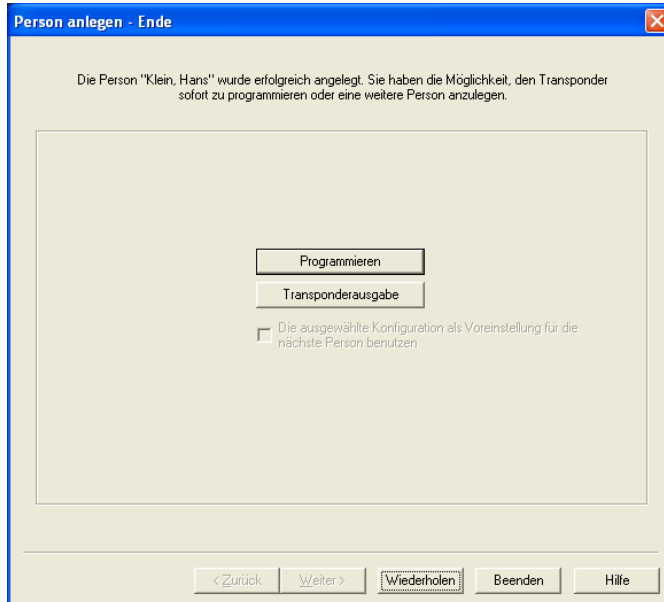 Person anlegen - Ende
Die Person "Klein, Hans" wurde erfolgreich angelegt. Sie haben die Möglichkeit, den Transponder
sofort zu programmieren oder eine weitere Person anzulegen.
Programmieren
Transponderausgabe
Die ausgewählte Konfiguration als Voreinstellung für die
nächste Person benutzen
< Zurück Weiter > Wiederholen Beenden Hilfe